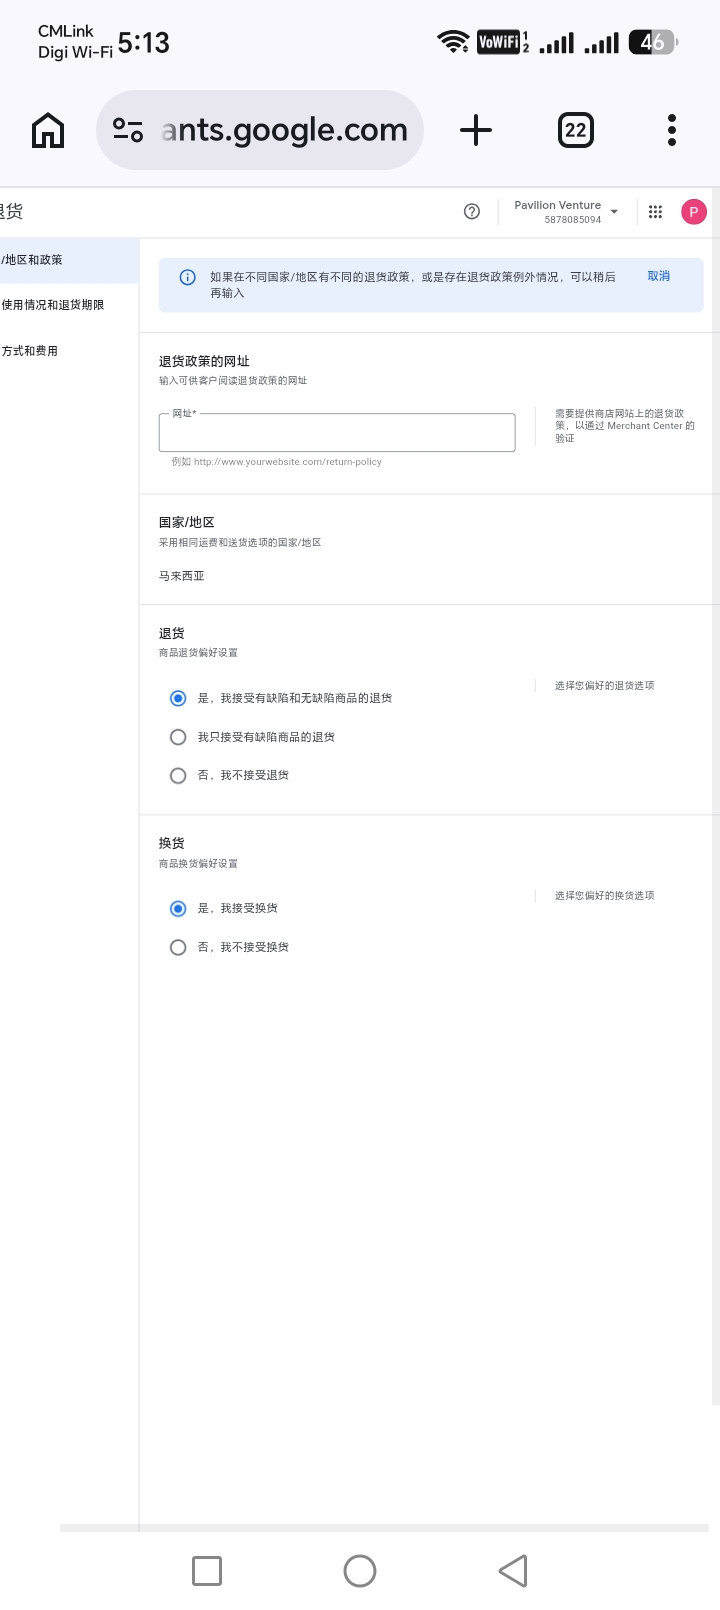 CMLink
Digi Wi-Fi
5:13
VoWiFi 1 2
46
ants.google.com
22
退货
Pavilion Venture
5878085094
P
/地区和政策
使用情况和退货期限
方式和费用
如果在不同国家/地区有不同的退货政策，或是存在退货政策例外情况，可以稍后
再输入
取消
退货政策的网址
输入可供客户阅读退货政策的网址
网址*
例如 http://www.yourwebsite.com/return-policy
需要提供商店网站上的退货政
策，以通过 Merchant Center 的
验证
国家/地区
采用相同运费和送货选项的国家/地区
马来西亚
退货
商品退货偏好设置
是，我接受有缺陷和无缺陷商品的退货
我只接受有缺陷商品的退货
否，我不接受退货
选择您偏好的退货选项
换货
商品换货偏好设置
是，我接受换货
否，我不接受换货
选择您偏好的换货选项